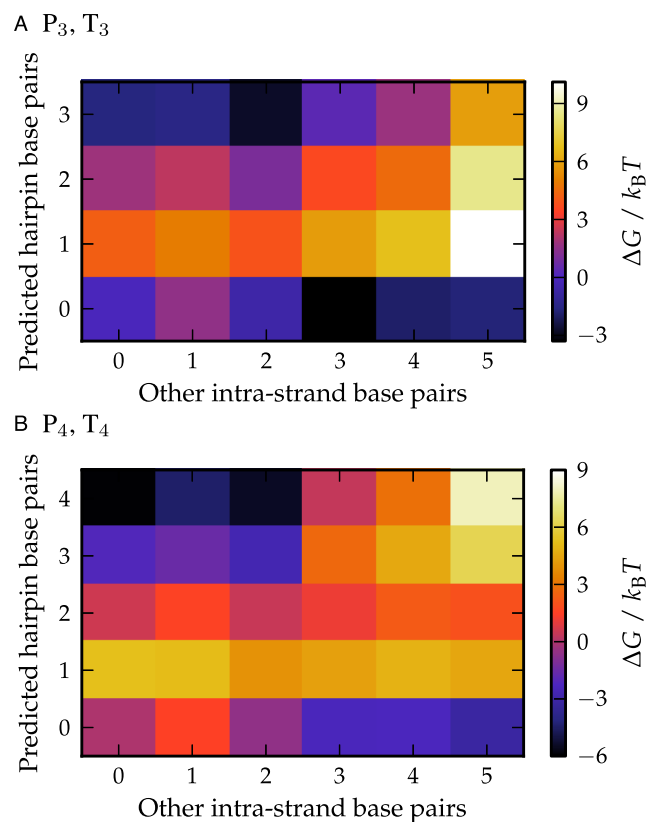 A P₃, T₃
Predicted hairpin base pairs
3
2
1
0
0 1 2 3 4 5
Other intra-strand base pairs
9
6
3
0
−3
ΔG / k_BT
B P₄, T₄
Predicted hairpin base pairs
4
3
2
1
0
0 1 2 3 4 5
Other intra-strand base pairs
9
6
3
0
−3
−6
ΔG / k_BT